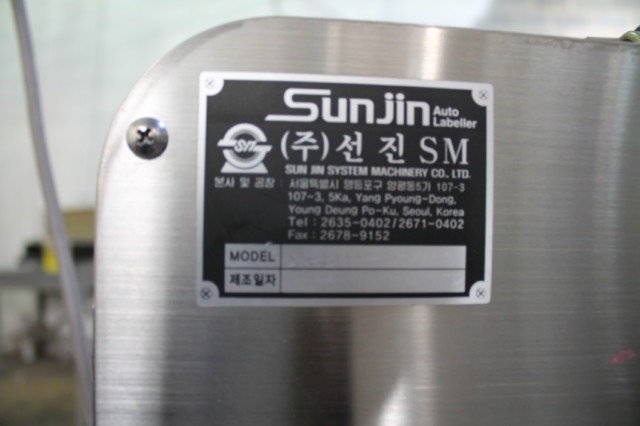 SunJin Auto Labeller
(주) 선진 SM
SUN JIN SYSTEM MACHINERY CO., LTD.
본사 및 공장 : 서울특별시 영등포구 양평동5가 107-3
107-3, 5Ka, Yang Pyoung-Dong,
Young Deung Po-Ku, Seoul, Korea
Tel : 2635-0402 / 2671-0402
Fax : 2678-9152
MODEL
제조일자